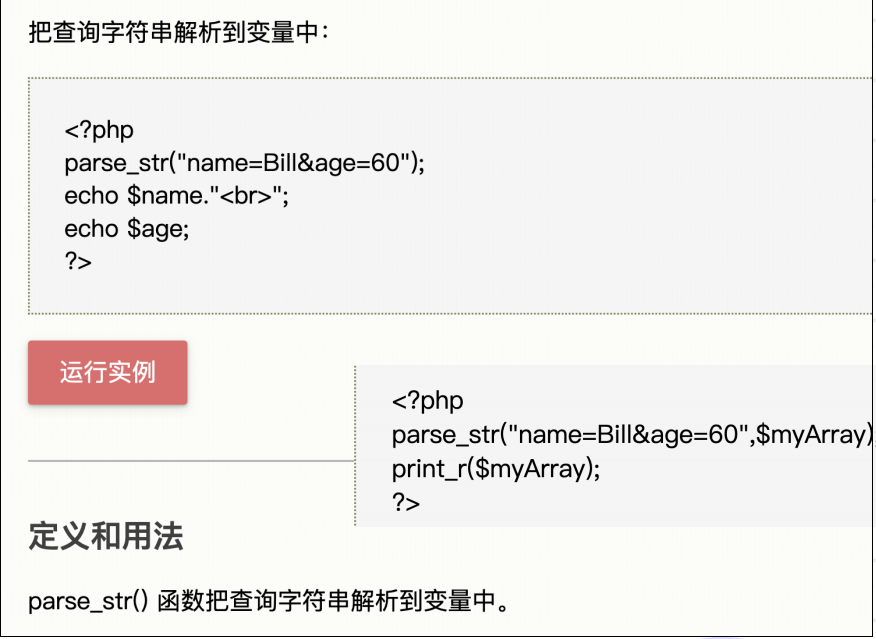 把查询字符串解析到变量中：
<?php
parse_str("name=Bill&age=60");
echo $name."<br>";
echo $age;
?>
运行实例
<?php
parse_str("name=Bill&age=60",$myArray)
print_r($myArray);
?>
定义和用法
parse_str() 函数把查询字符串解析到变量中。